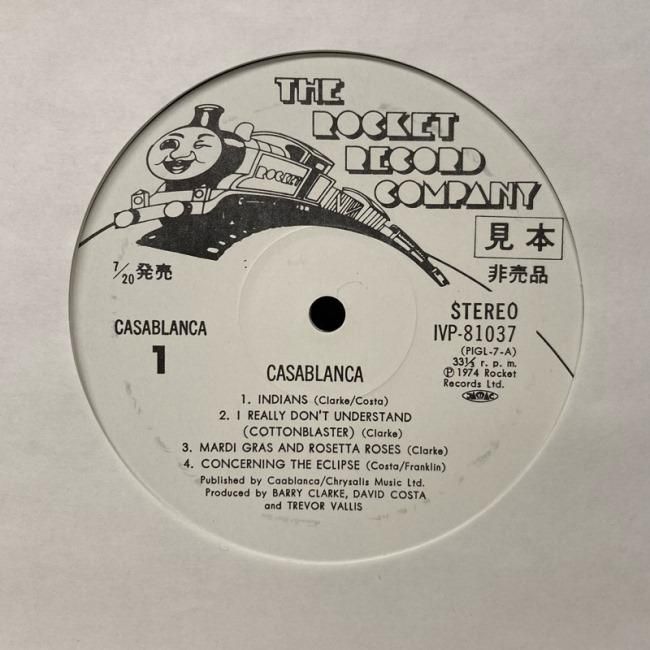 THE
ROCKET
RECORD
COMPANY
ROCKET
見本
7/20 発売
非売品
STEREO
IVP-81037
(PIGL-7-A)
33⅓ r. p. m.
Ⓟ 1974 Rocket
Records Ltd.
CASABLANCA
1
CASABLANCA
1. INDIANS (Clarke/Costa)
2. I REALLY DON'T UNDERSTAND
(COTTONBLASTER) (Clarke)
3. MARDI GRAS AND ROSETTA ROSES (Clarke)
4. CONCERNING THE ECLIPSE (Costa/Franklin)
Published by Caablanca/Chrysalis Music Ltd.
Produced by BARRY CLARKE, DAVID COSTA
and TREVOR VALLIS